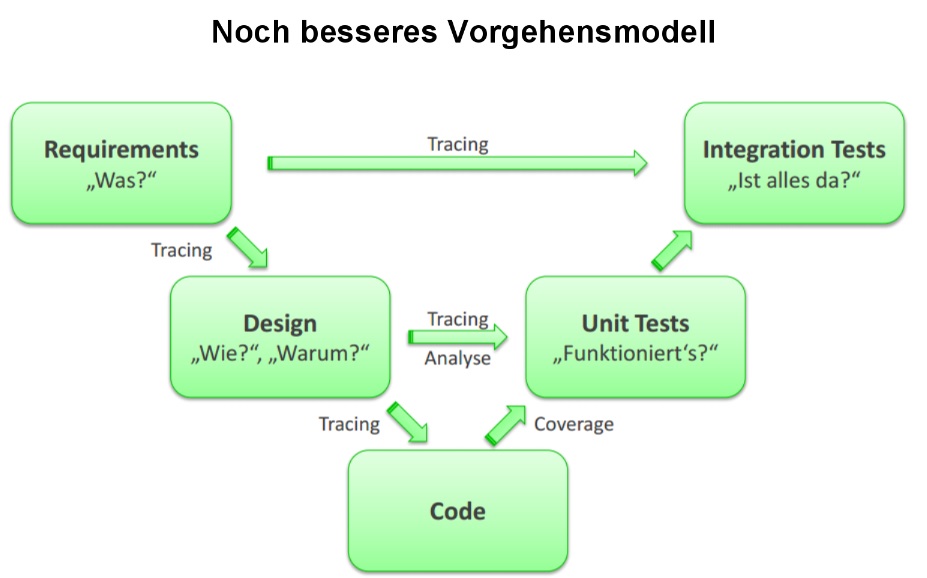 Noch besseres Vorgehensmodell
Requirements
„Was?“
Tracing
Integration Tests
„Ist alles da?“
Tracing
Design
„Wie?“, „Warum?“
Tracing
Analyse
Unit Tests
„Funktioniert‘s?“
Tracing
Coverage
Code